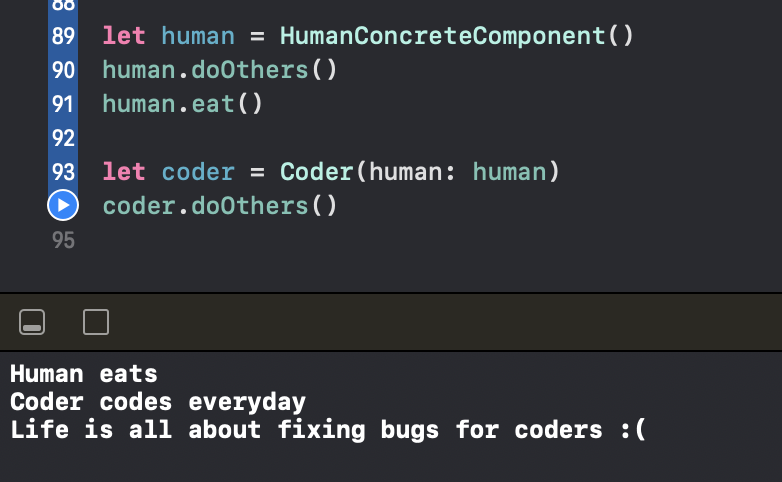 88
89 let human = HumanConcreteComponent()
90 human.doOthers()
91 human.eat()
92
93 let coder = Coder(human: human)
coder.doOthers()
95
Human eats
Coder codes everyday
Life is all about fixing bugs for coders :(